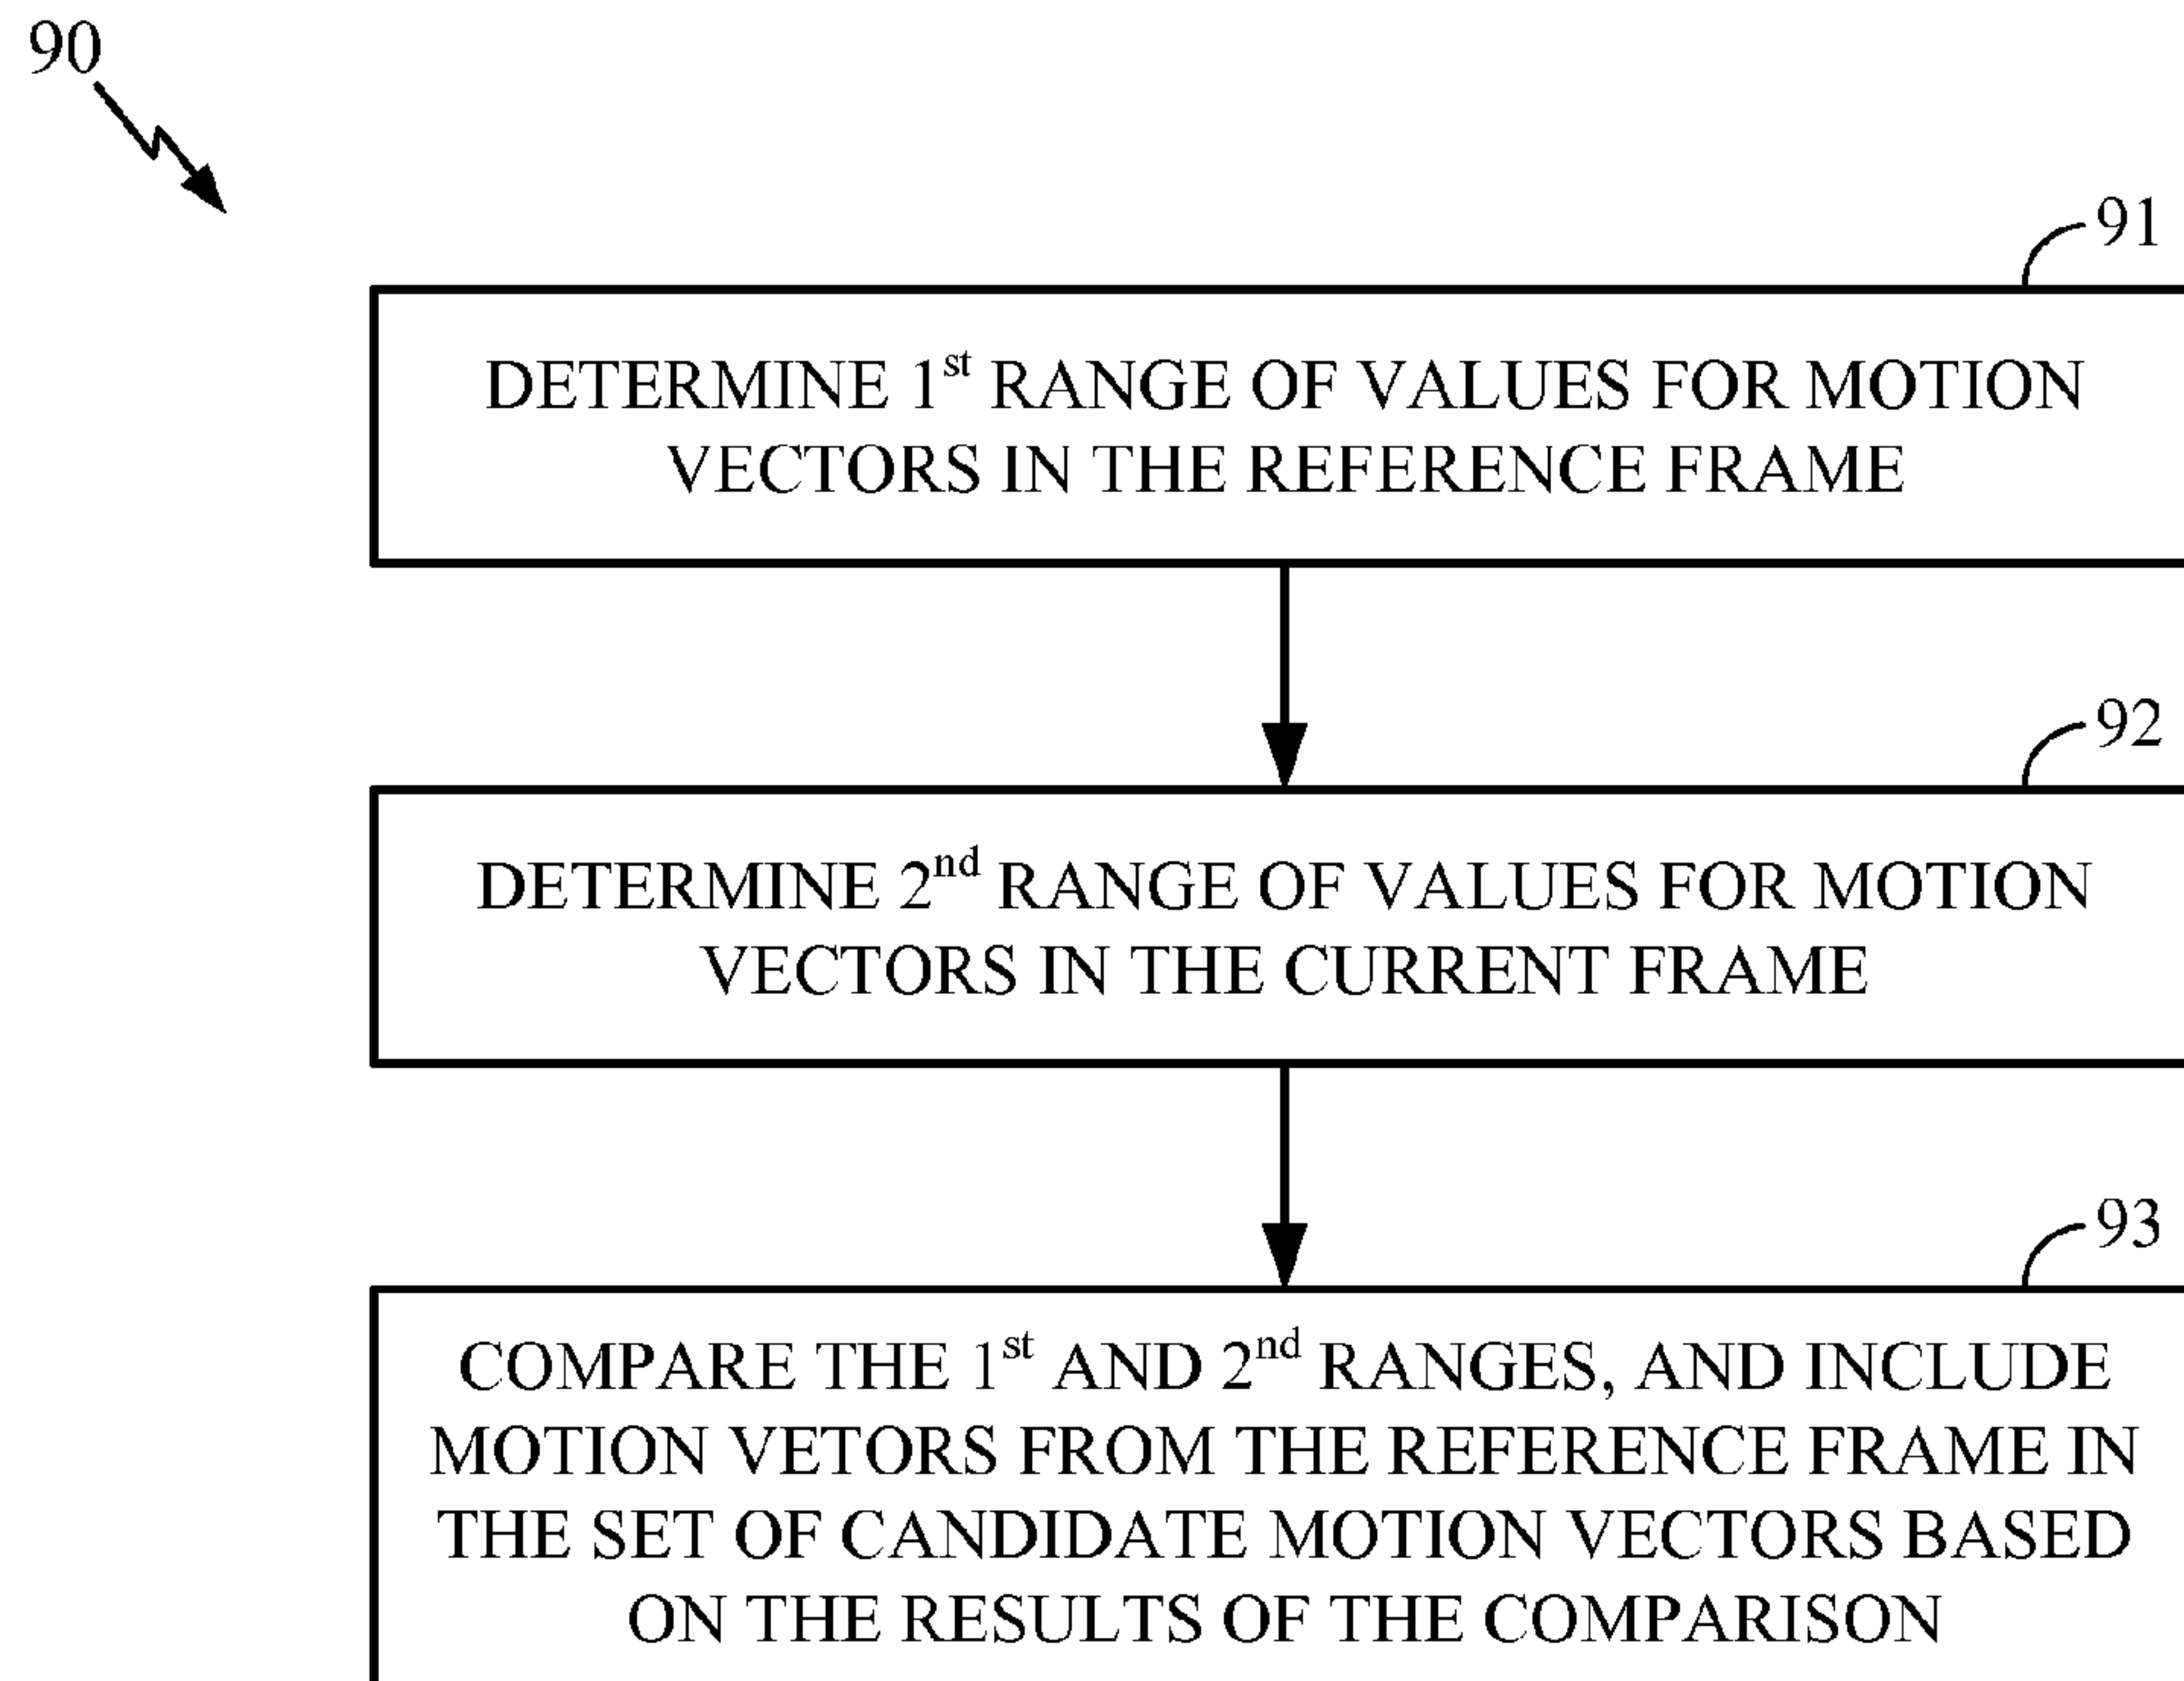 90
91
DETERMINE 1st RANGE OF VALUES FOR MOTION
VECTORS IN THE REFERENCE FRAME
92
DETERMINE 2nd RANGE OF VALUES FOR MOTION
VECTORS IN THE CURRENT FRAME
93
COMPARE THE 1st AND 2nd RANGES, AND INCLUDE
MOTION VETORS FROM THE REFERENCE FRAME IN
THE SET OF CANDIDATE MOTION VECTORS BASED
ON THE RESULTS OF THE COMPARISON